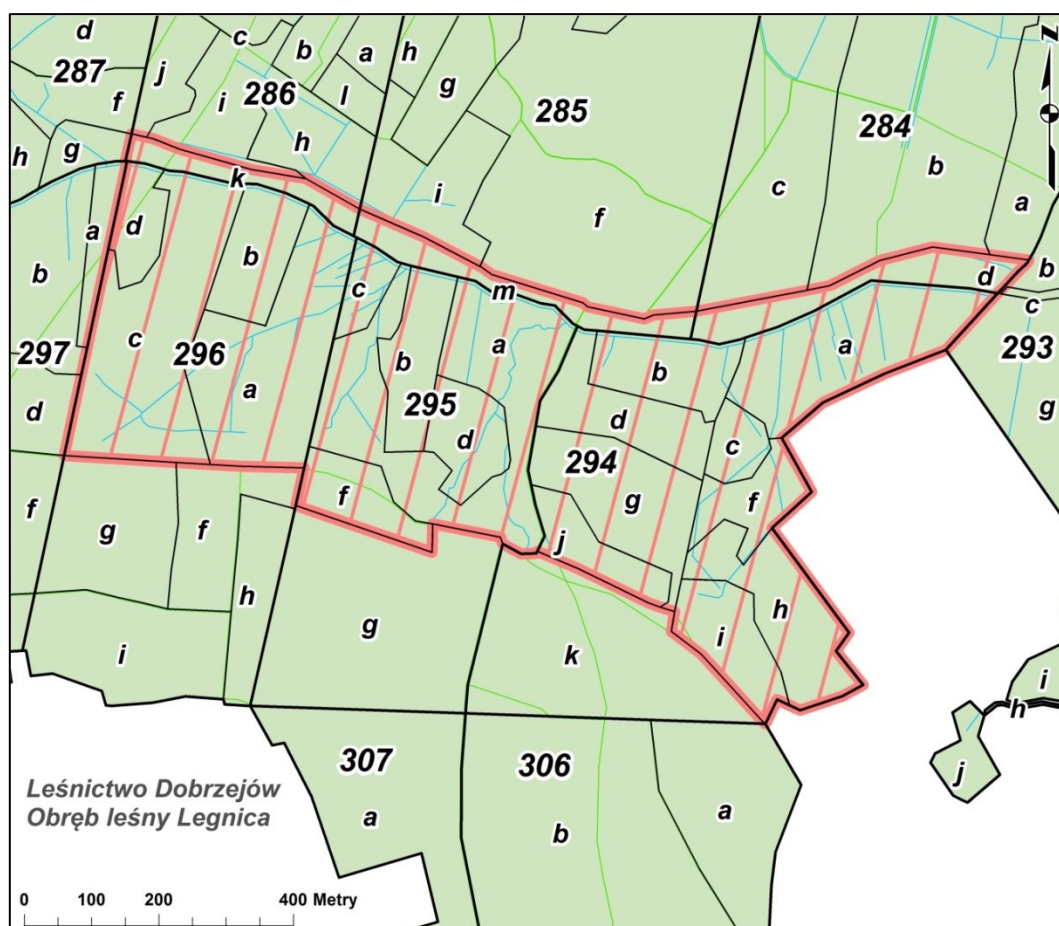 d
c
b
a
h
287
j
g
285
f
i
286
l
284
h
h
g
c
b
a
k
i
f
d
b
a
d
b
m
c
b
c
a
293
297
c
296
a
b
295
b
a
g
d
d
d
c
294
f
f
g
f
g
f
j
h
h
g
i
i
k
i
h
j
307
306
Leśnictwo Dobrzejów
Obręb leśny Legnica
a
b
a
0 100 200 400 Metry